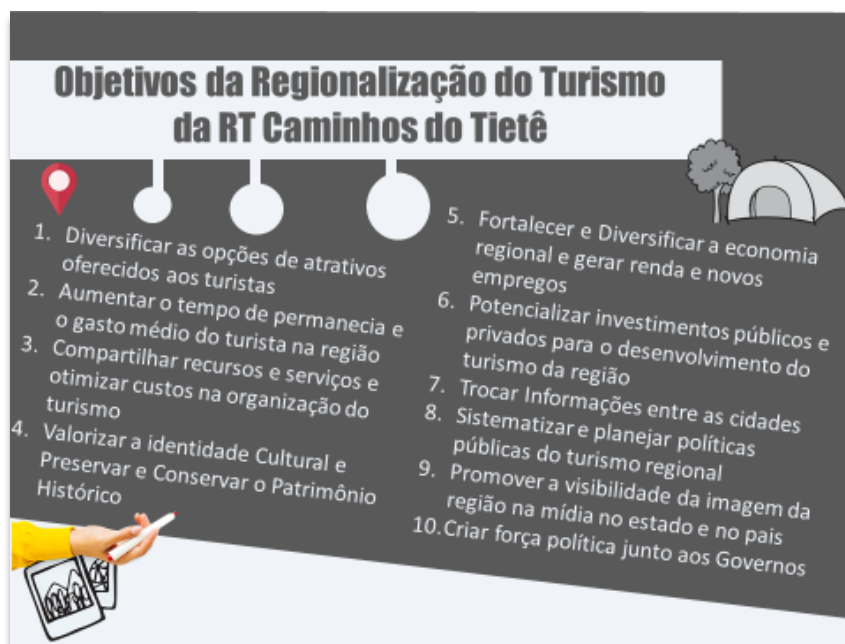 Objetivos da Regionalização do Turismo
da RT Caminhos do Tietê
1. Diversificar as opções de atrativos
oferecidos aos turistas
2. Aumentar o tempo de permanecia e
o gasto médio do turista na região
3. Compartilhar recursos e serviços e
otimizar custos na organização do
turismo
4. Valorizar a identidade Cultural e
Preservar e Conservar o Patrimônio
Histórico
5. Fortalecer e Diversificar a economia
regional e gerar renda e novos
empregos
6. Potencializar investimentos públicos e
privados para o desenvolvimento do
turismo da região
7. Trocar Informações entre as cidades
8. Sistematizar e planejar políticas
públicas do turismo regional
9. Promover a visibilidade da imagem da
região na mídia no estado e no pais
10. Criar força política junto aos Governos